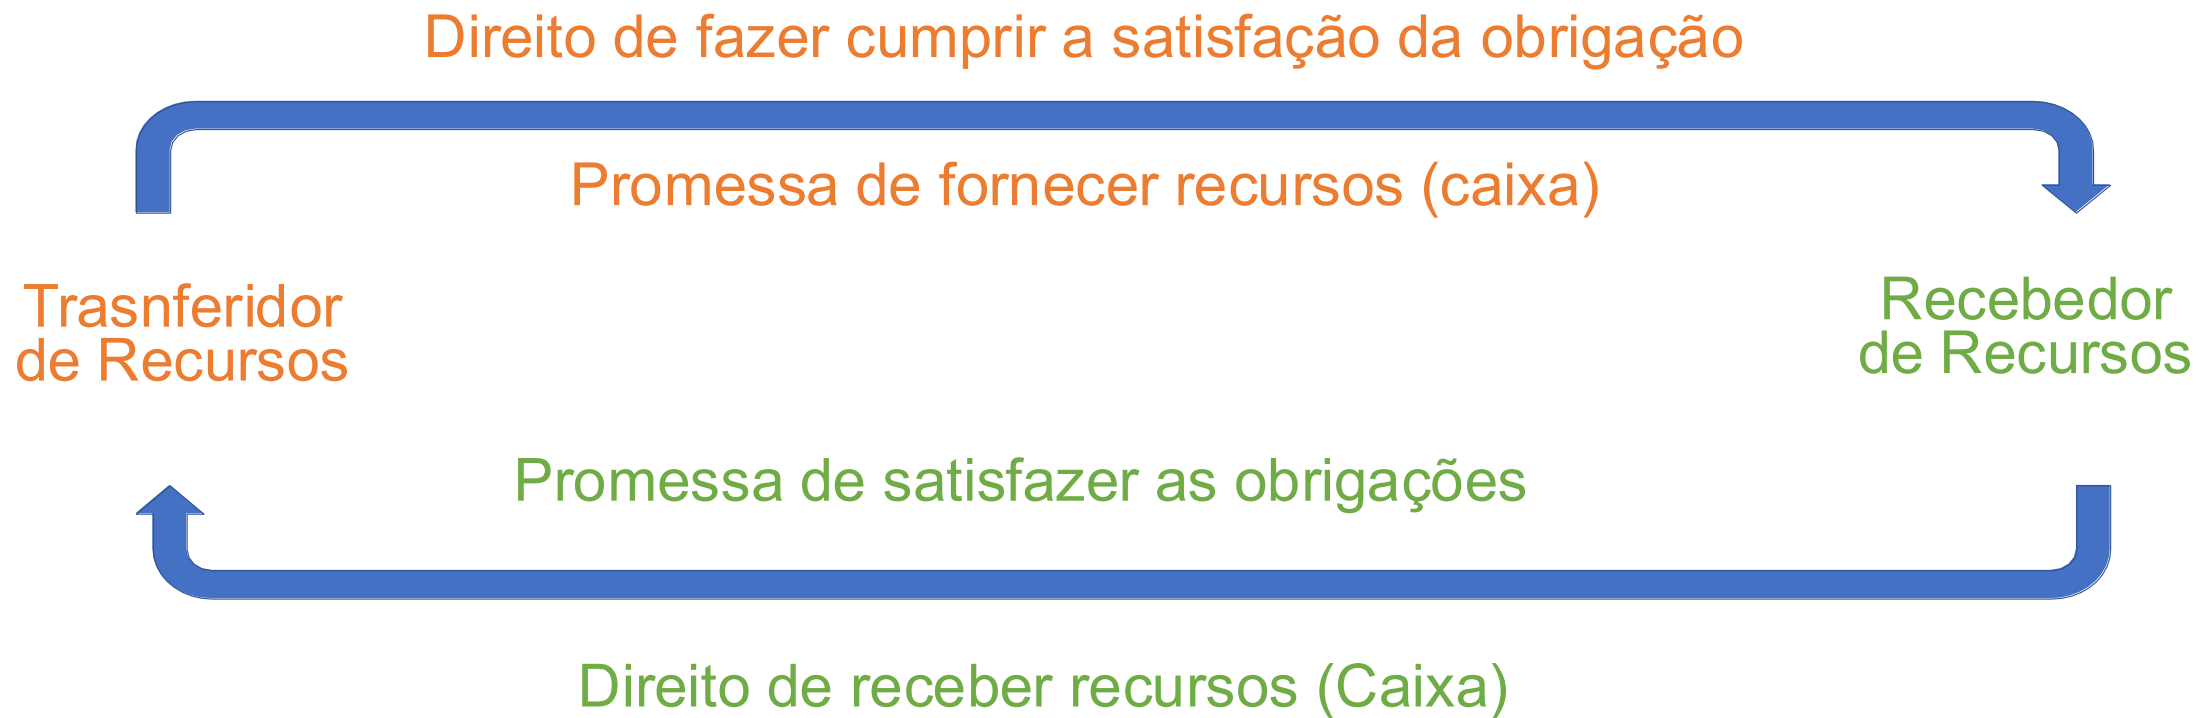 Direito de fazer cumprir a satisfação da obrigação
Promessa de fornecer recursos (caixa)
Trasnferidor
de Recursos
Recebedor
de Recursos
Promessa de satisfazer as obrigações
Direito de receber recursos (Caixa)